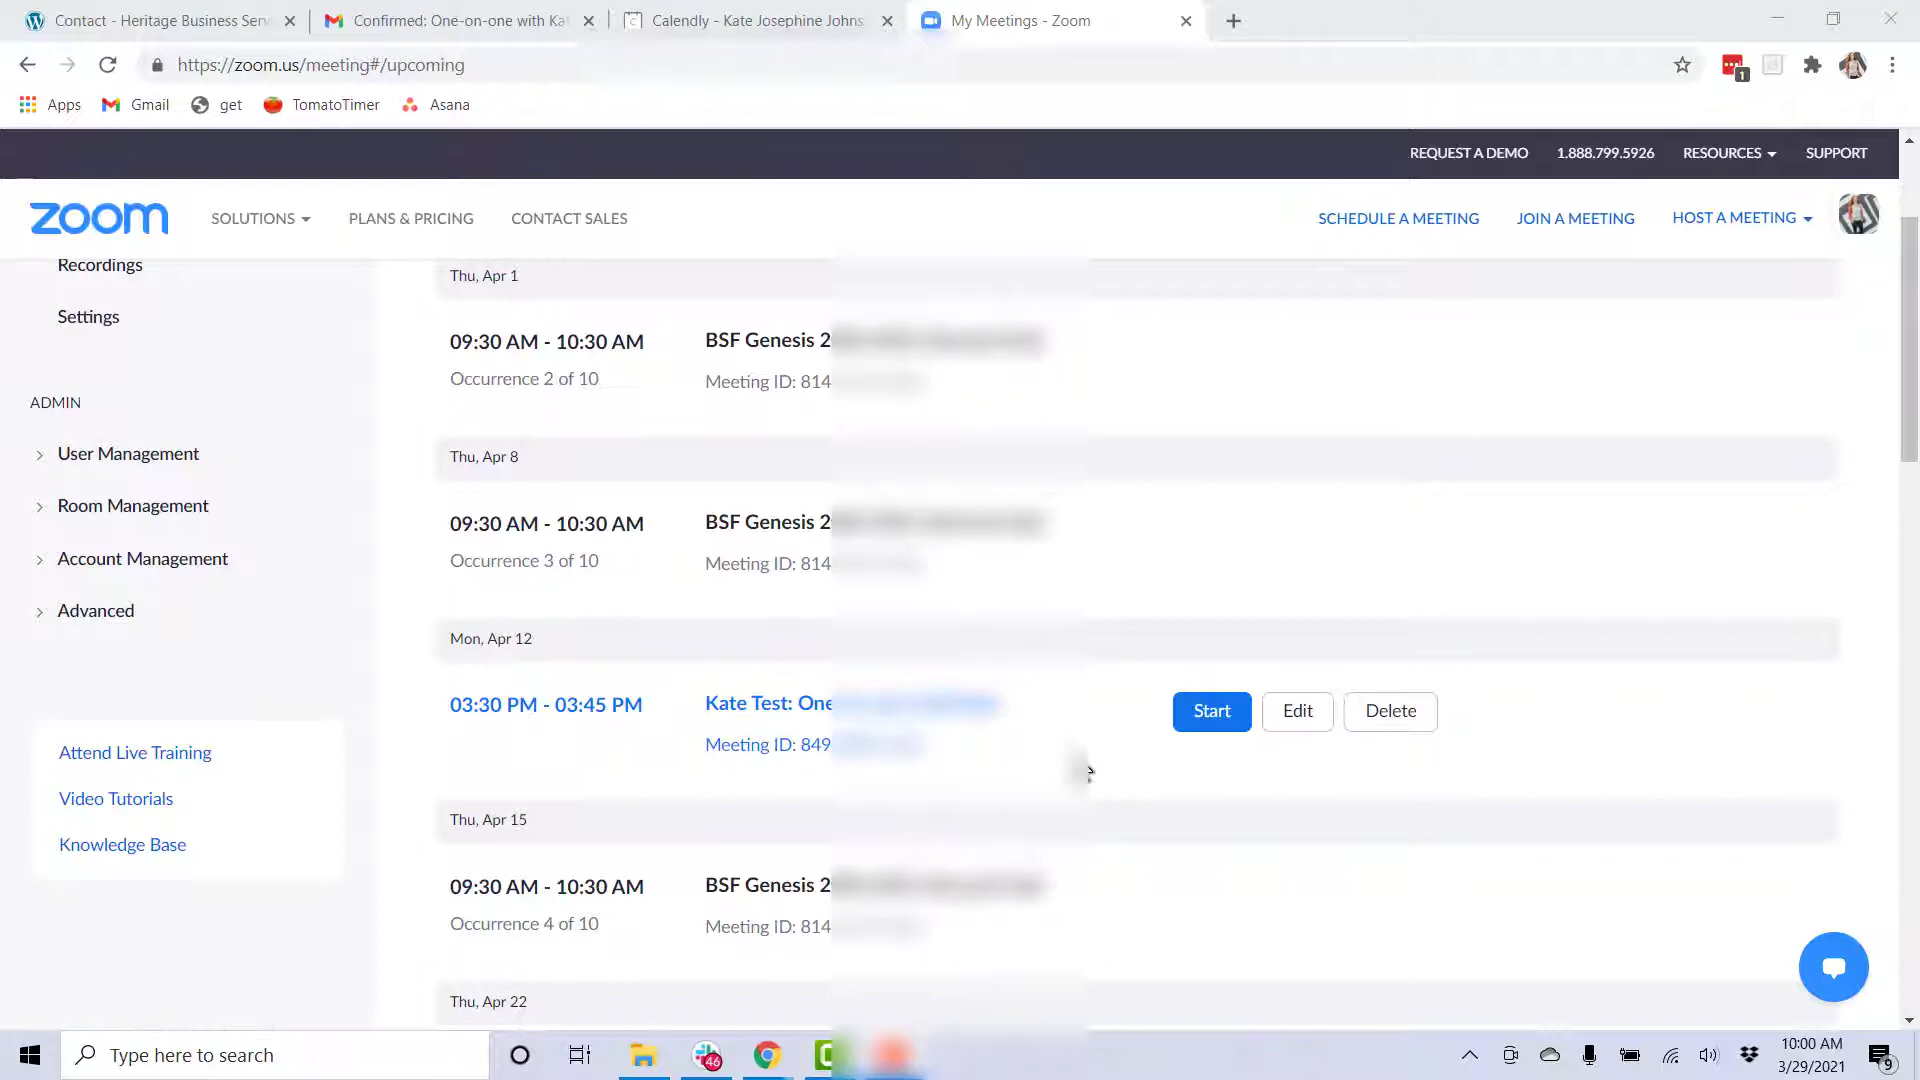 Contact - Heritage Business Serv
Confirmed: One-on-one with Kat
Calendly - Kate Josephine Johns
My Meetings - Zoom
https://zoom.us/meeting#/upcoming
1
Apps
Gmail
get
TomatoTimer
Asana
REQUEST A DEMO
1.888.799.5926
RESOURCES
SUPPORT
zoom
SOLUTIONS
PLANS & PRICING
CONTACT SALES
SCHEDULE A MEETING
JOIN A MEETING
HOST A MEETING
Recordings
Settings
ADMIN
User Management
Room Management
Account Management
Advanced
Attend Live Training
Video Tutorials
Knowledge Base
Thu, Apr 1
09:30 AM - 10:30 AM
BSF Genesis 2
Occurrence 2 of 10
Meeting ID: 814
Thu, Apr 8
09:30 AM - 10:30 AM
BSF Genesis 2
Occurrence 3 of 10
Meeting ID: 814
Mon, Apr 12
03:30 PM - 03:45 PM
Kate Test: One
Meeting ID: 849
Start
Edit
Delete
Thu, Apr 15
09:30 AM - 10:30 AM
BSF Genesis 2
Occurrence 4 of 10
Meeting ID: 814
Thu, Apr 22
Type here to search
46
10:00 AM
3/29/2021
9